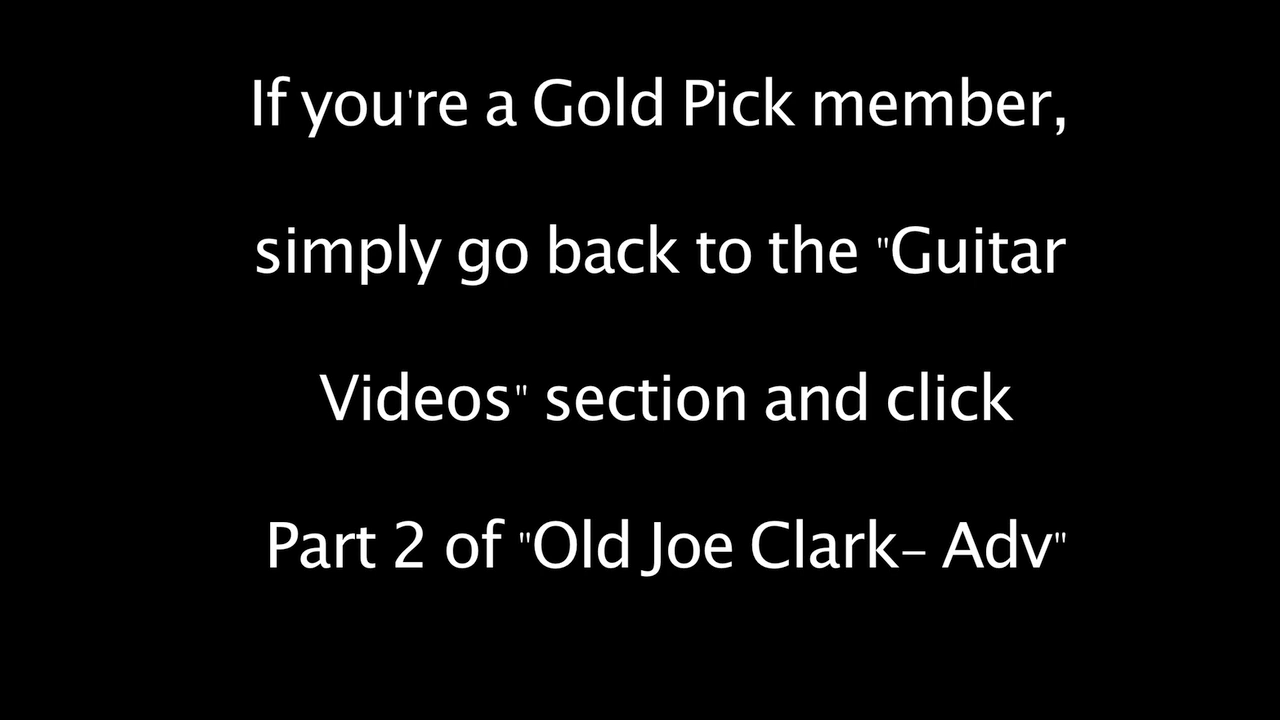 If you're a Gold Pick member,
simply go back to the "Guitar
Videos" section and click
Part 2 of "Old Joe Clark- Adv"